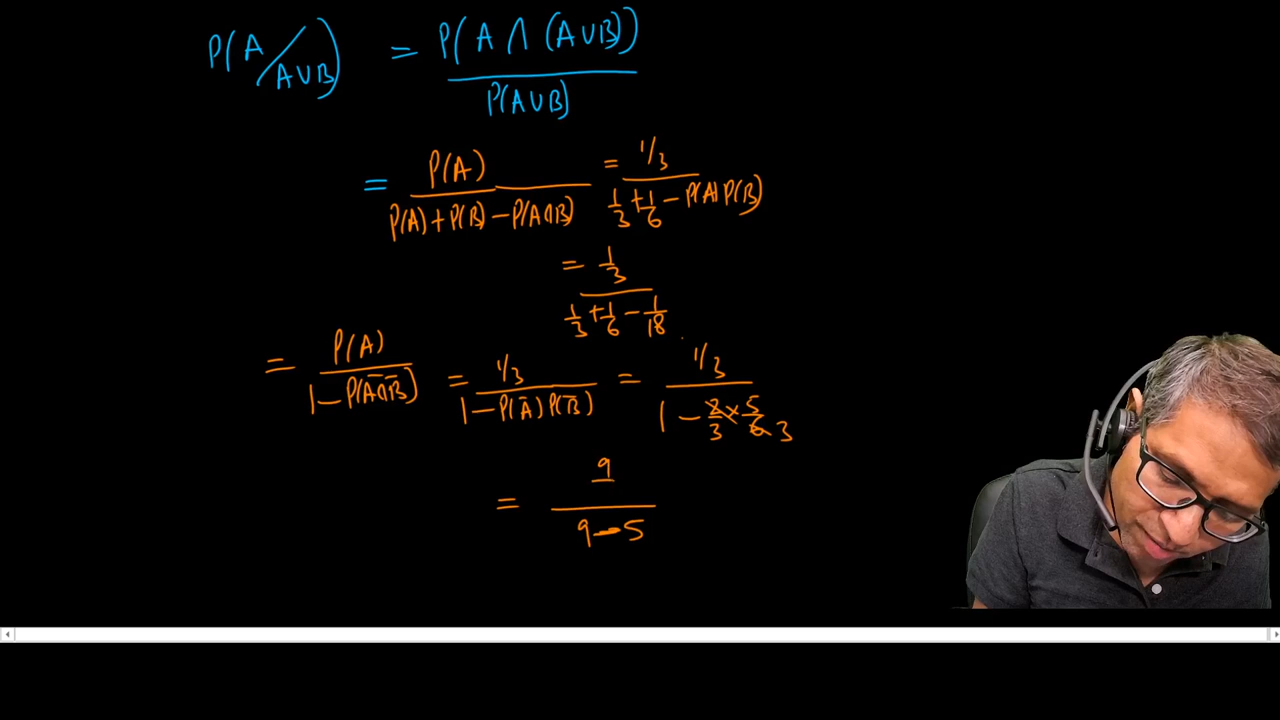 P(A/A∪B) = P(A ∩ (A∪B)) / P(A∪B)
= P(A) / P(A)+P(B)−P(A∩B) = 1/3 / 1/3 + 1/6 − P(A)P(B)
= 1/3 / 1/3 + 1/6 − 1/18
= P(A) / 1−P(A̅∩B̅) = 1/3 / 1−P(A̅)P(B̅) = 1/3 / 1 − 2/3 × 5/6 3
= 9 / 9−5